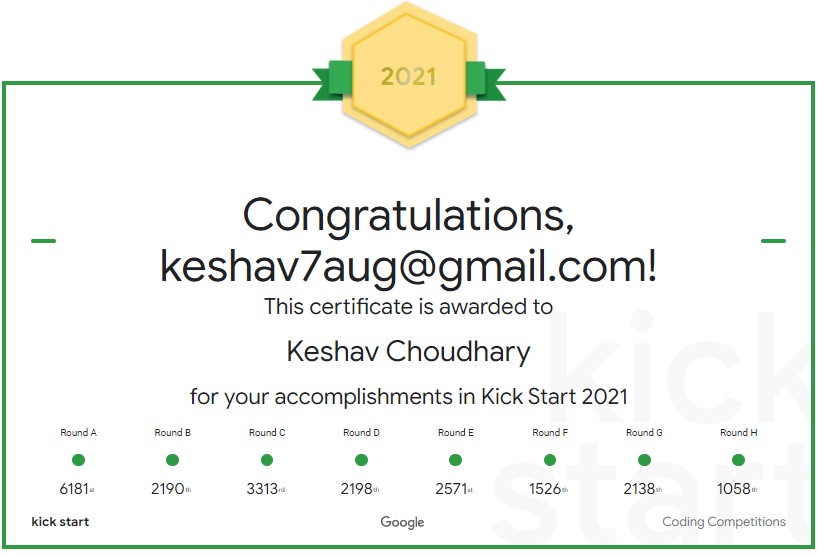 2021
Congratulations,
keshav7aug@gmail.com!
This certificate is awarded to
Keshav Choudhary
for your accomplishments in Kick Start 2021
kick
start
Round A Round B Round C Round D Round E Round F Round G Round H
6181st 2190th 3313rd 2198th 2571st 1526th 2138th 1058th
kick start Google Coding Competitions